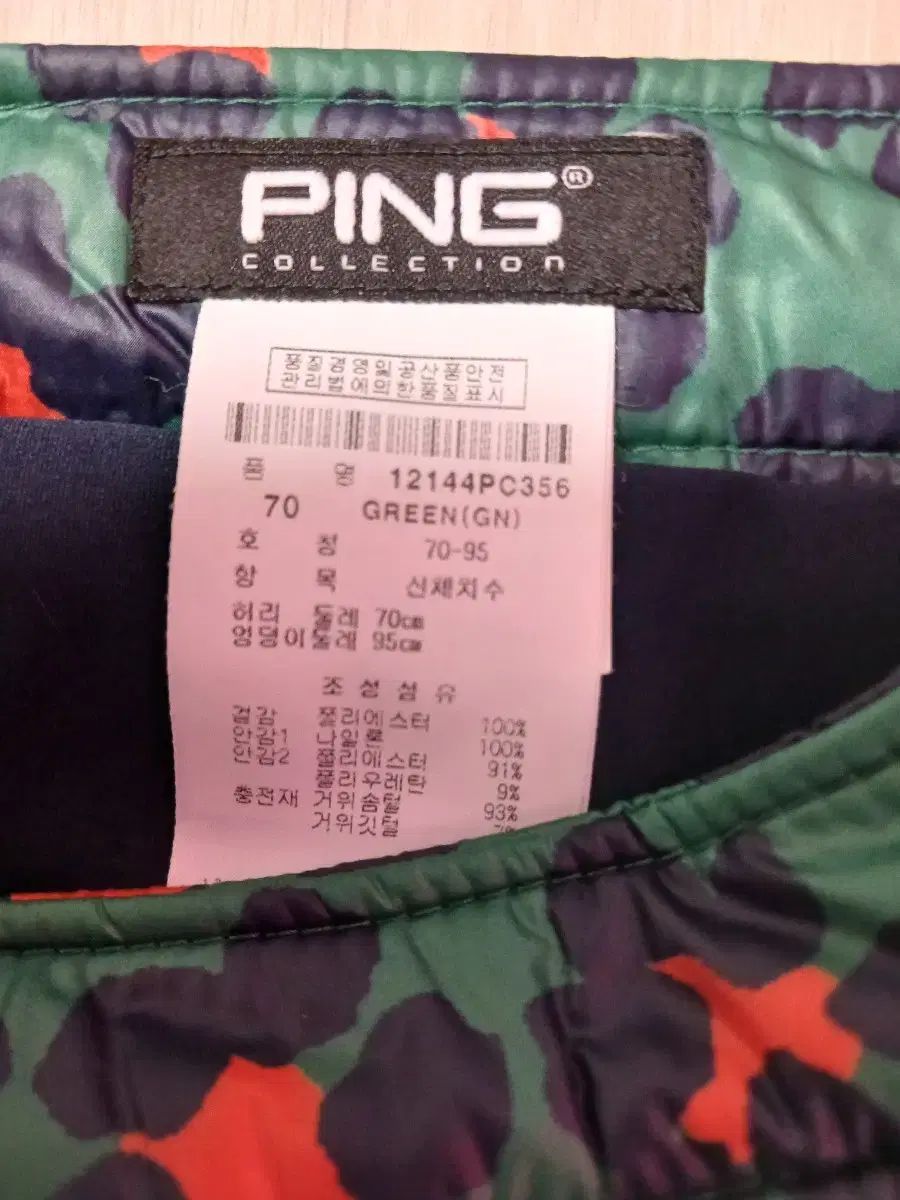 PING®
COLLECTION
품질경영및공산품안전
관리법에의한품질표시
품 명 12144PC356
70 GREEN(GN)
호 칭 70-95
항 목 신체치수
허리 둘레 70cm
엉덩이둘레 95cm
조 성 섬 유
겉감 폴리에스터 100%
안감1 나일론 100%
안감2 폴리에스터 91%
폴리우레탄 9%
충전재 거위솜털 93%
거위깃털